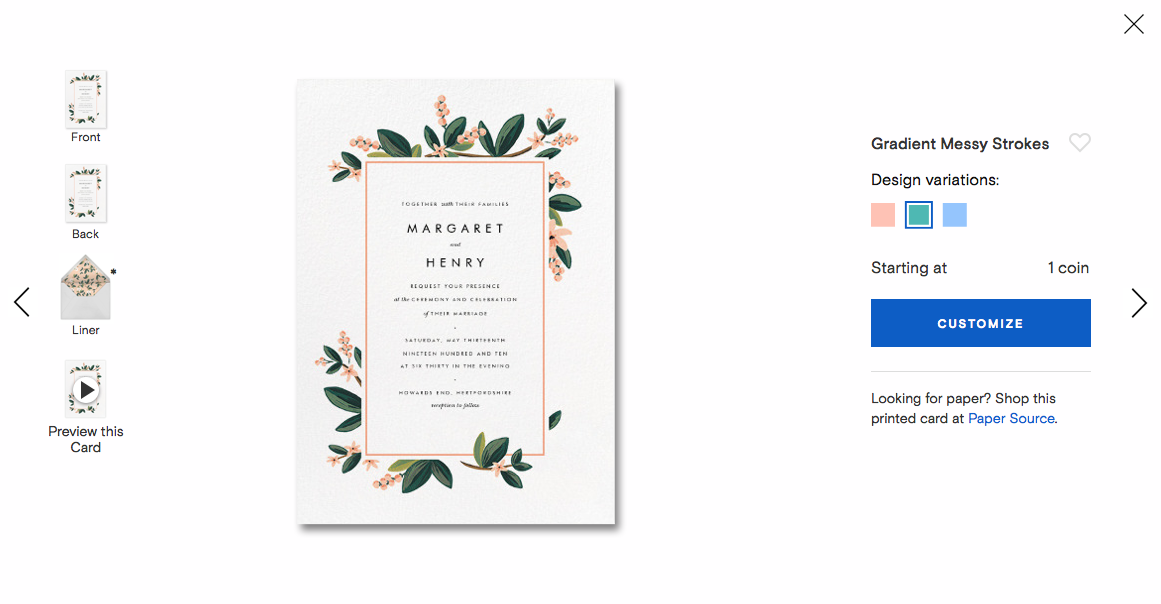 Front
Back
*
Liner
Preview this
Card
TOGETHER with THEIR FAMILIES
MARGARET
and
HENRY
REQUEST YOUR PRESENCE
at the CEREMONY AND CELEBRATION
of THEIR MARRIAGE
SATURDAY, MAY THIRTEENTH
NINETEEN HUNDRED AND TEN
AT SIX THIRTY IN THE EVENING
HOWARDS END, HERTFORDSHIRE
reception to follow
Gradient Messy Strokes
Design variations:
Starting at 1 coin
CUSTOMIZE
Looking for paper? Shop this
printed card at Paper Source.